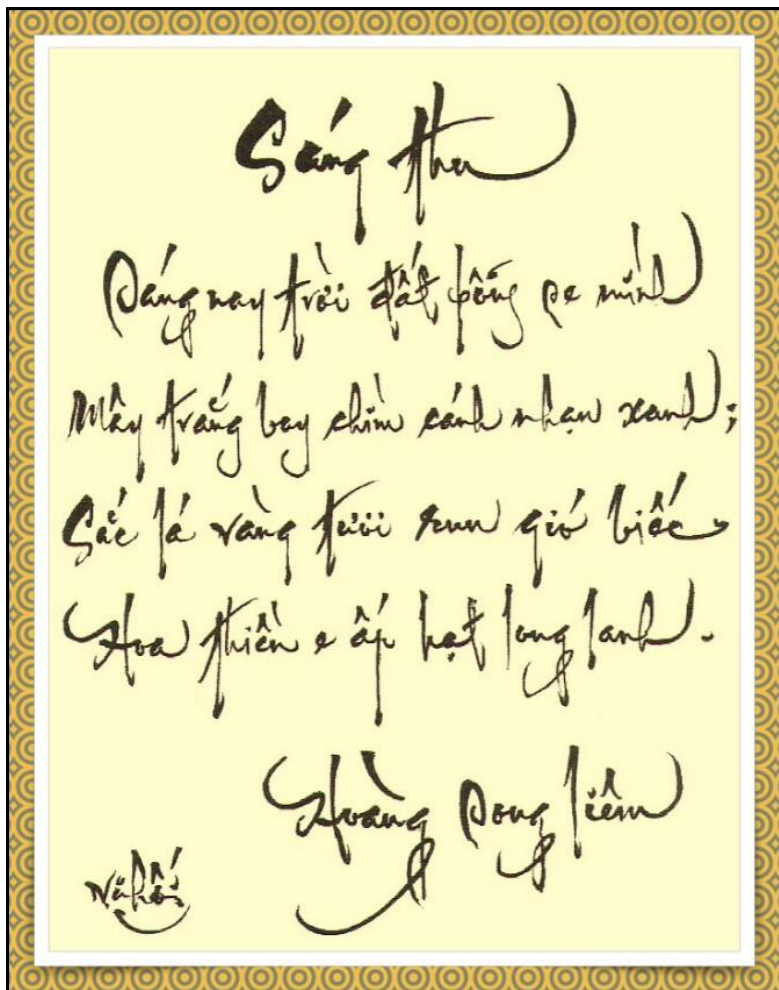 Sáng thu
Sáng nay trời đất bỗng se mình
Mây trắng bay chìm cánh nhạn xanh;
Sắc lá vàng tươi run gió biếc,
Hoa thiền e ấp hạt long lanh.
Hoàng Song Liêm